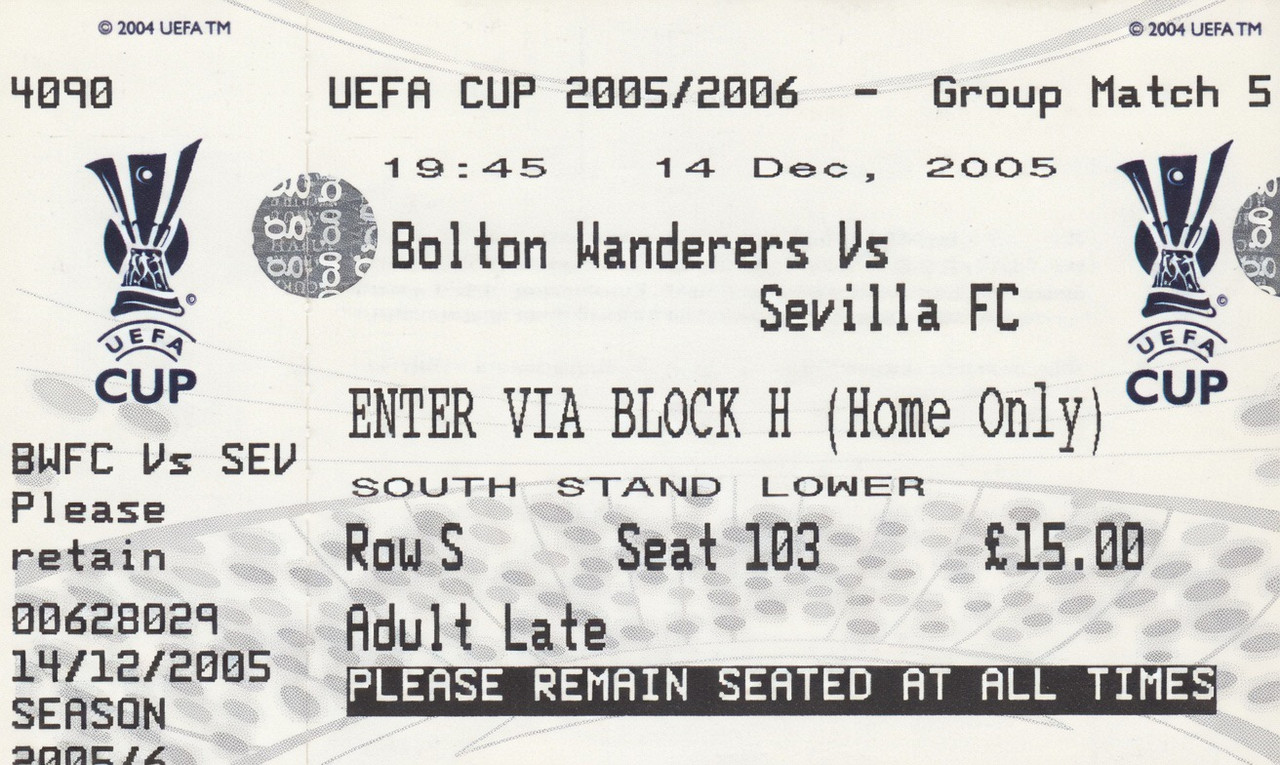 © 2004 UEFA TM
© 2004 UEFA TM
4090
UEFA CUP 2005/2006 - Group Match 5
19:45 14 Dec, 2005
Bolton Wanderers Vs
Sevilla FC
UEFA
CUP
UEFA
CUP
ENTER VIA BLOCK H (Home Only)
SOUTH STAND LOWER
Row S Seat 103 £15.00
Adult Late
PLEASE REMAIN SEATED AT ALL TIMES
BWFC Vs SEV
Please
retain
00628029
14/12/2005
SEASON
2005/6